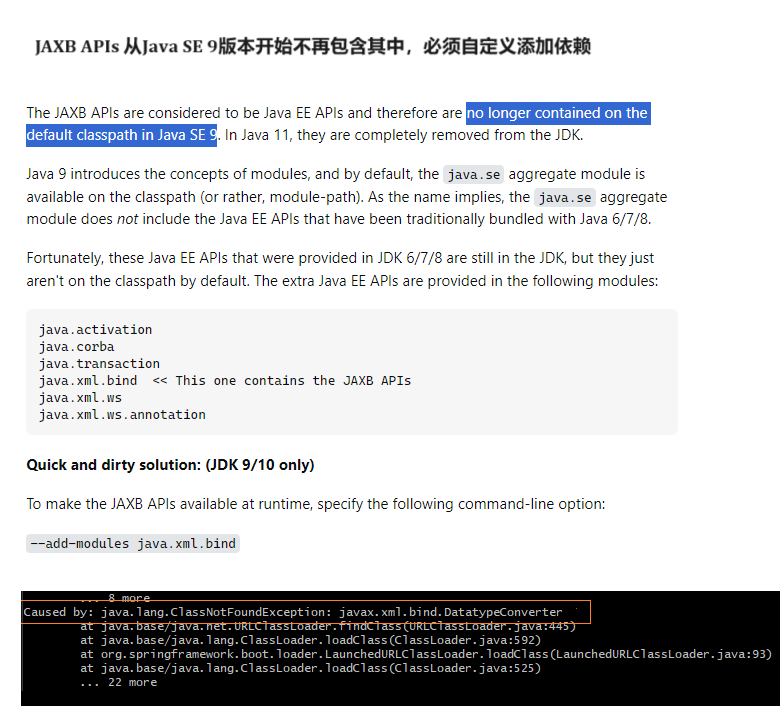 JAXB APIs 从Java SE 9版本开始不再包含其中，必须自定义添加依赖
The JAXB APIs are considered to be Java EE APIs and therefore are no longer contained on the
default classpath in Java SE 9. In Java 11, they are completely removed from the JDK.
Java 9 introduces the concepts of modules, and by default, the java.se aggregate module is
available on the classpath (or rather, module-path). As the name implies, the java.se aggregate
module does not include the Java EE APIs that have been traditionally bundled with Java 6/7/8.
Fortunately, these Java EE APIs that were provided in JDK 6/7/8 are still in the JDK, but they just
aren't on the classpath by default. The extra Java EE APIs are provided in the following modules:
java.activation
java.corba
java.transaction
java.xml.bind  << This one contains the JAXB APIs
java.xml.ws
java.xml.ws.annotation
Quick and dirty solution: (JDK 9/10 only)
To make the JAXB APIs available at runtime, specify the following command-line option:
--add-modules java.xml.bind
... 8 more
Caused by: java.lang.ClassNotFoundException: javax.xml.bind.DatatypeConverter
at java.base/java.net.URLClassLoader.findClass(URLClassLoader.java:445)
at java.base/java.lang.ClassLoader.loadClass(ClassLoader.java:592)
at org.springframework.boot.loader.LaunchedURLClassLoader.loadClass(LaunchedURLClassLoader.java:93)
at java.base/java.lang.ClassLoader.loadClass(ClassLoader.java:525)
... 22 more